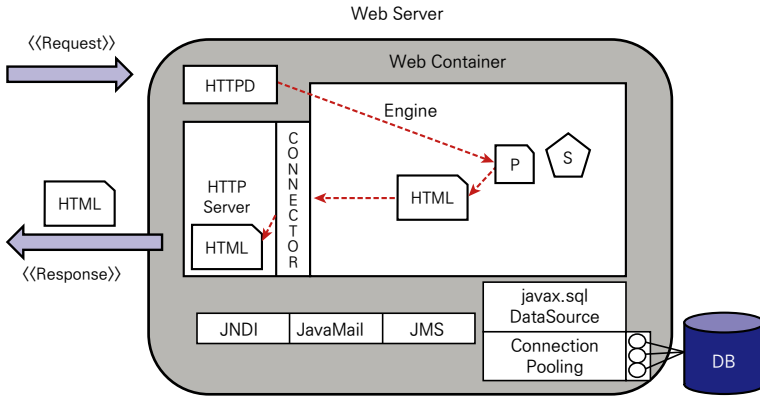 Web Server
⟨⟨Request⟩⟩
Web Container
HTTPD
Engine
C
O
N
N
E
C
T
O
R
P
S
HTTP
Server
HTML
HTML
HTML
⟨⟨Response⟩⟩
JNDI
JavaMail
JMS
javax.sql
DataSource
Connection
Pooling
DB